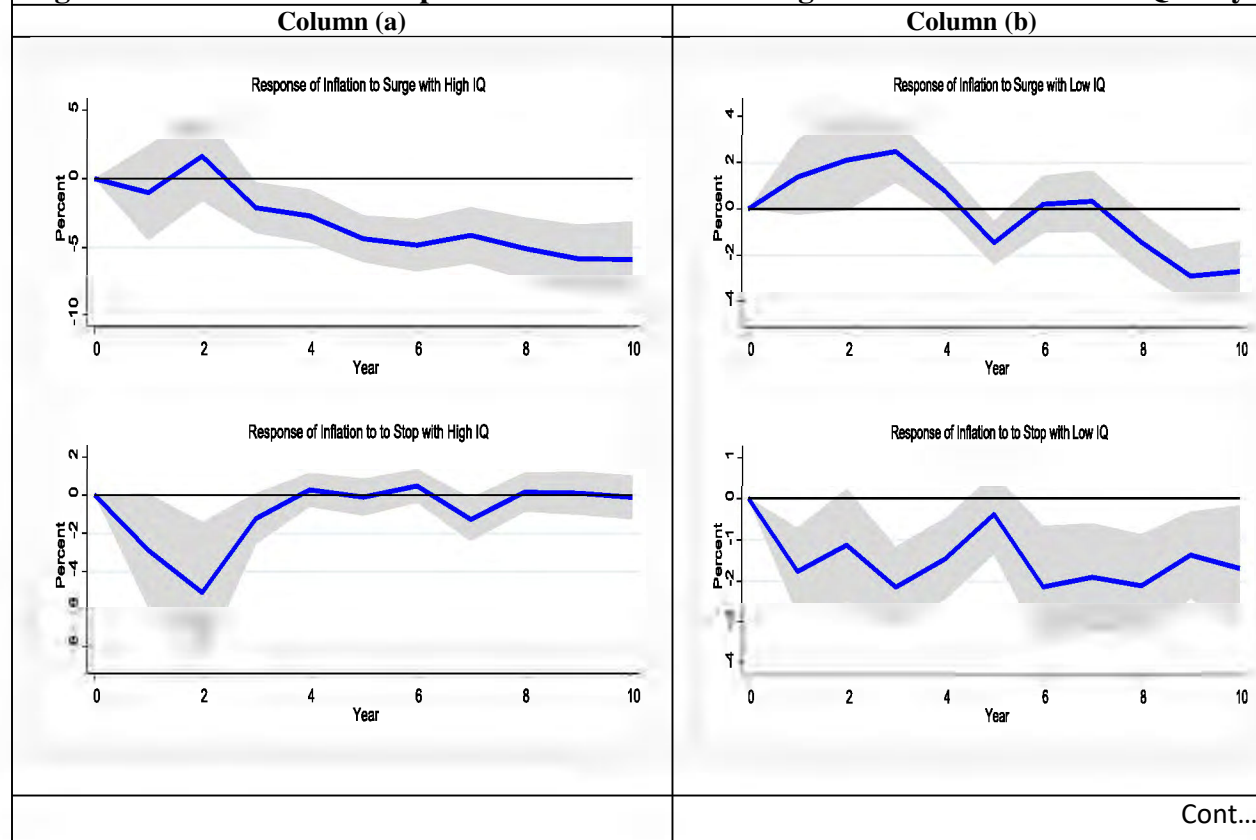 Column (a)
Column (b)
Response of Inflation to Surge with High IQ
5
0
-5
-10
Percent
0 2 4 6 8 10
Year
Response of Inflation to Surge with Low IQ
4
2
0
-2
Percent
0 2 4 6 8 10
Year
Response of Inflation to to Stop with High IQ
2
0
-2
-4
Percent
0 2 4 6 8 10
Year
Response of Inflation to to Stop with Low IQ
1
0
-1
-2
-4
Percent
0 2 4 6 8 10
Year
Cont...